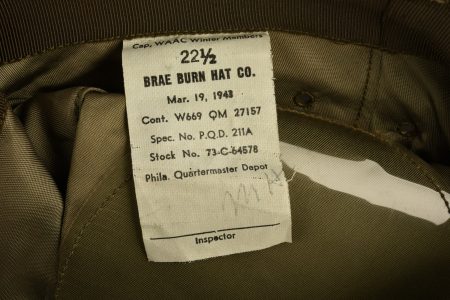 Cap, WAAC Winter Members
22½
BRAE BURN HAT CO.
Mar. 19, 1943
Cont. W669 QM 27157
Spec. No. P.Q.D. 211A
Stock No. 73-C-64578
Phila. Quartermaster Depot
Inspector